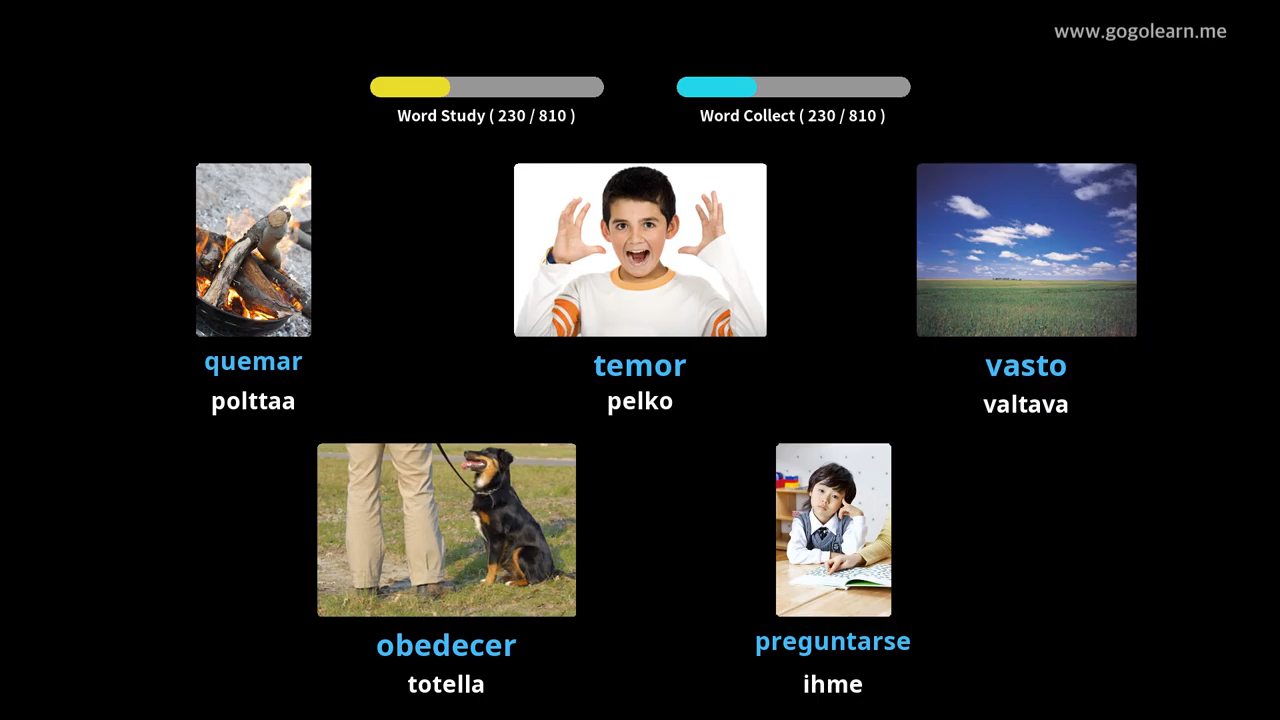 www.gogolearn.me
Word Study ( 230 / 810 )
Word Collect ( 230 / 810 )
quemar
polttaa
temor
pelko
vasto
valtava
obedecer
totella
preguntarse
ihme